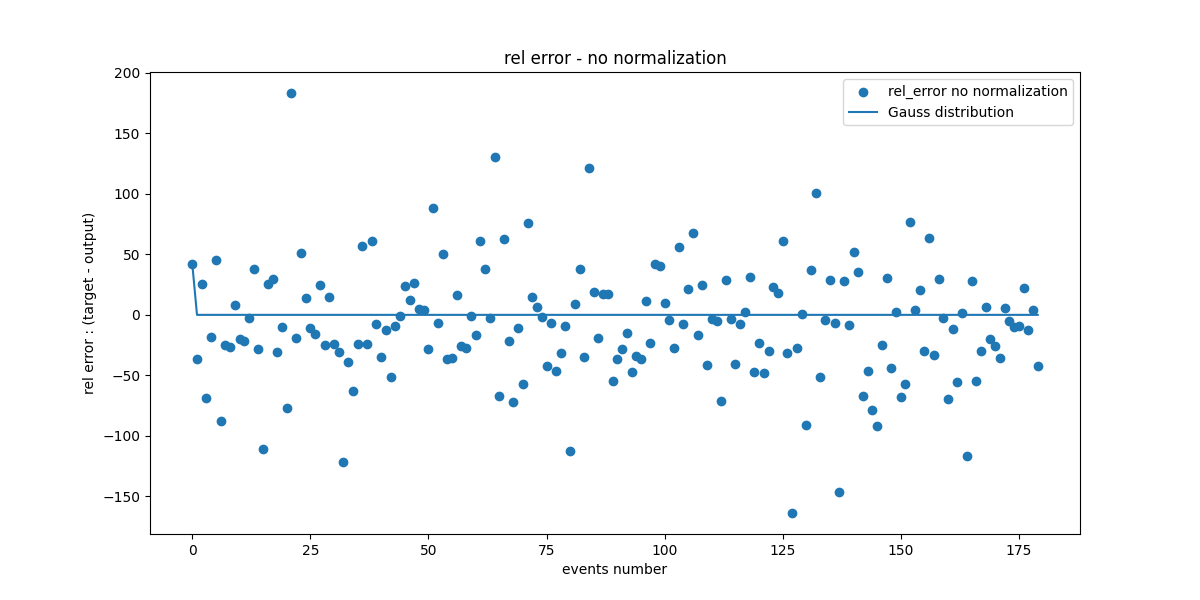 rel error - no normalization
rel_error no normalization
Gauss distribution
rel error : (target - output)
200
150
100
50
0
−50
−100
−150
0 25 50 75 100 125 150 175
events number